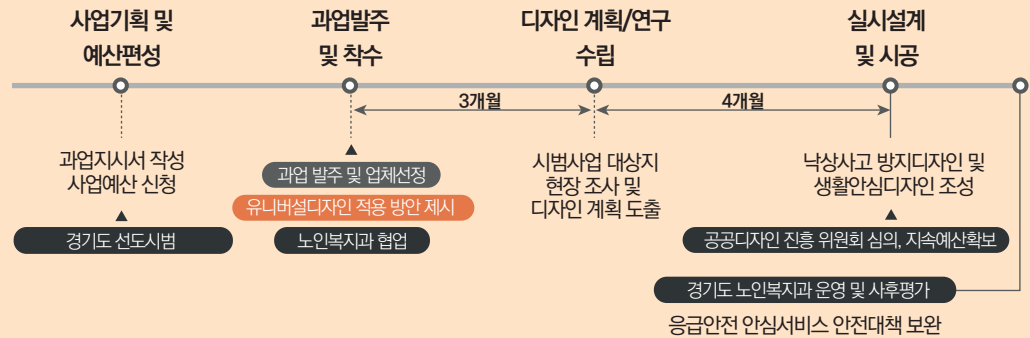 사업기획 및
예산편성
과업발주
및 착수
디자인 계획/연구
수립
실시설계
및 시공
3개월
4개월
과업지시서 작성
사업예산 신청
경기도 선도시범
과업 발주 및 업체선정
유니버설디자인 적용 방안 제시
노인복지과 협업
시범사업 대상지
현장 조사 및
디자인 계획 도출
낙상사고 방지디자인 및
생활안심디자인 조성
공공디자인 진흥 위원회 심의, 지속예산확보
경기도 노인복지과 운영 및 사후평가
응급안전 안심서비스 안전대책 보완